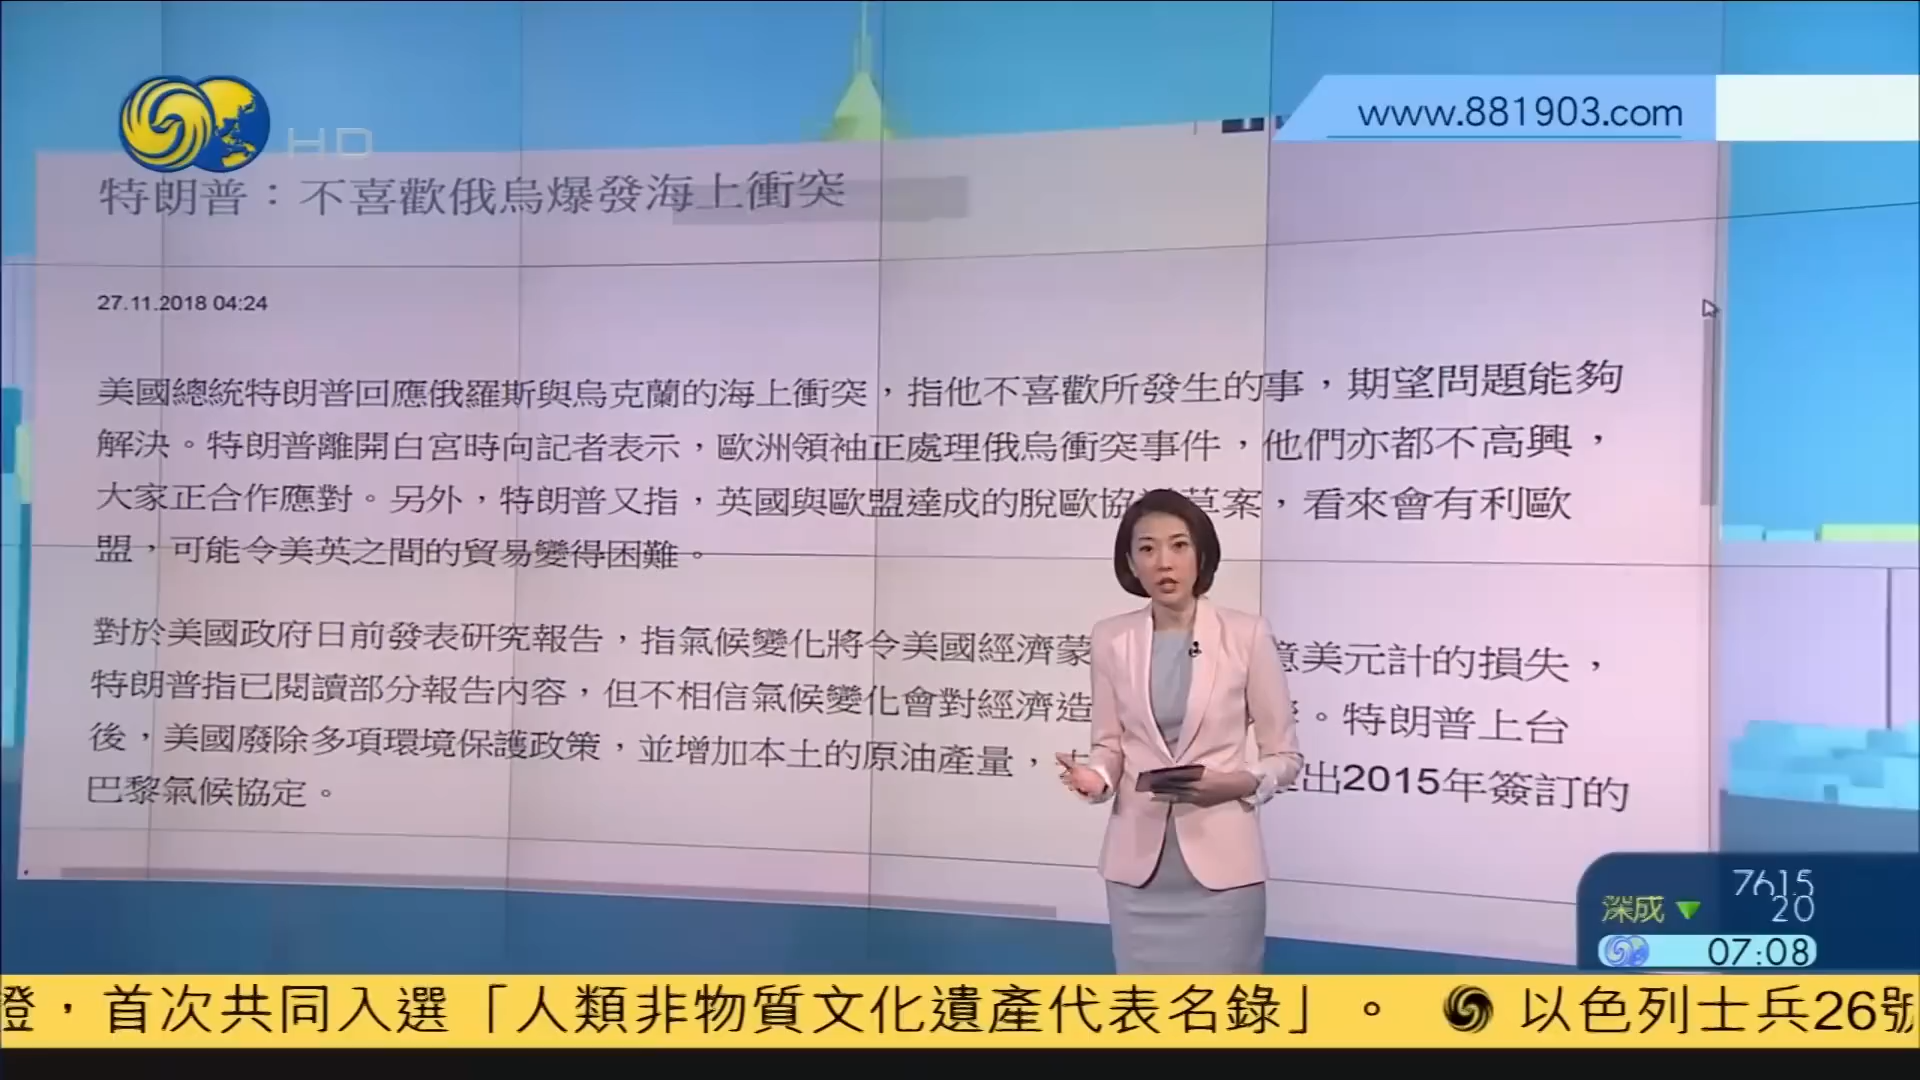 www.881903.com
HD
特朗普：不喜歡俄烏爆發海上衝突
27.11.2018 04:24
美國總統特朗普回應俄羅斯與烏克蘭的海上衝突，指他不喜歡所發生的事，期望問題能夠
解決。特朗普離開白宮時向記者表示，歐洲領袖正處理俄烏衝突事件，他們亦都不高興，
大家正合作應對。另外，特朗普又指，英國與歐盟達成的脫歐協 草案，看來會有利歐
盟，可能令美英之間的貿易變得困難。
對於美國政府日前發表研究報告，指氣候變化將令美國經濟蒙 億美元計的損失，
特朗普指已閱讀部分報告內容，但不相信氣候變化會對經濟造 。特朗普上台
後，美國廢除多項環境保護政策，並增加本土的原油產量， 出2015年簽訂的
巴黎氣候協定。
深成 7615
20
07:08
證，首次共同入選「人類非物質文化遺產代表名錄」。 以色列士兵26號